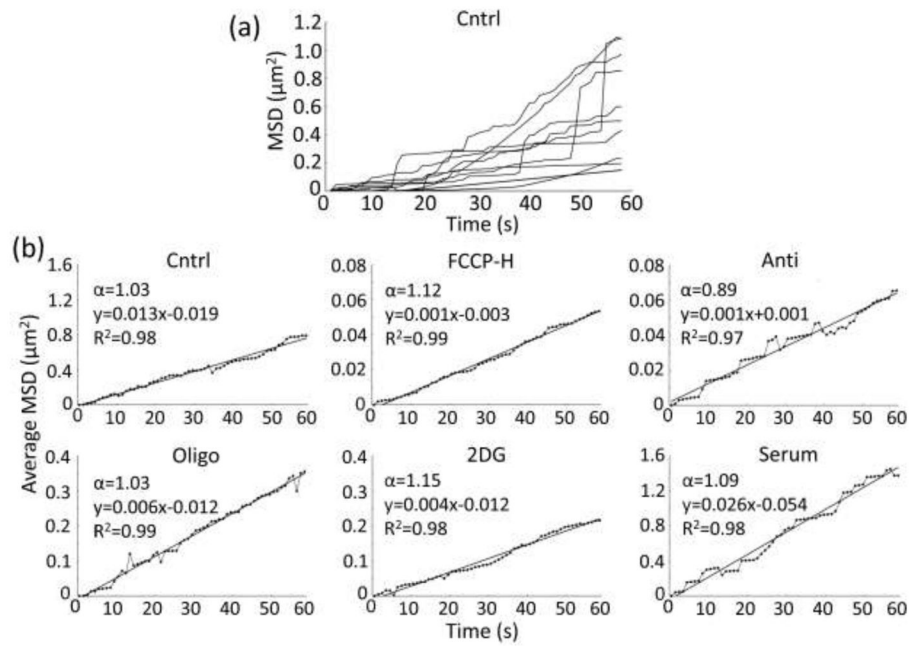 (a)
Cntrl
MSD (μm²)
1.2
1.0
0.8
0.6
0.4
0.2
0
0 10 20 30 40 50 60
Time (s)
(b)
Average MSD (μm²)
Cntrl
1.6
1.2
0.8
0.4
0
α=1.03
y=0.013x-0.019
R²=0.98
0 10 20 30 40 50 60
FCCP-H
0.08
0.06
0.04
0.02
0
α=1.12
y=0.001x-0.003
R²=0.99
0 10 20 30 40 50 60
Anti
0.08
0.06
0.04
0.02
0
α=0.89
y=0.001x+0.001
R²=0.97
0 10 20 30 40 50 60
Oligo
0.4
0.3
0.2
0.1
0
α=1.03
y=0.006x-0.012
R²=0.99
0 10 20 30 40 50 60
2DG
0.4
0.3
0.2
0.1
0
α=1.15
y=0.004x-0.012
R²=0.98
0 10 20 30 40 50 60
Serum
1.6
1.2
0.8
0.4
0
α=1.09
y=0.026x-0.054
R²=0.98
0 10 20 30 40 50 60
Time (s)